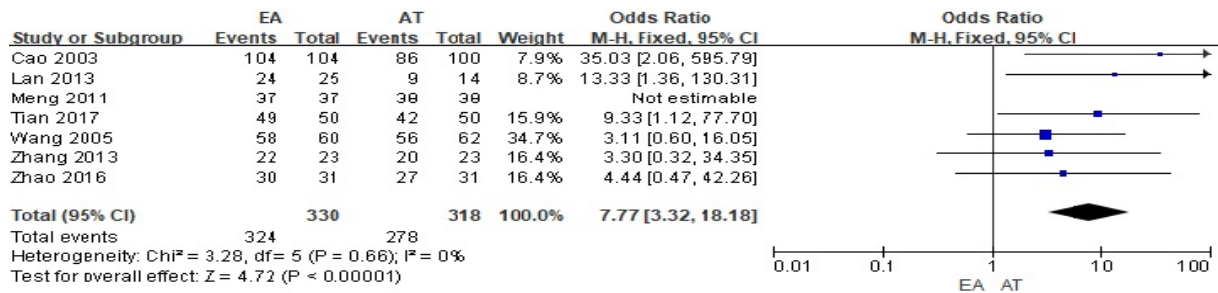 EA AT Odds Ratio Odds Ratio
Study or Subgroup Events Total Events Total Weight M-H, Fixed, 95% CI M-H, Fixed, 95% CI
Cao 2003 104 104 86 100 7.9% 35.03 [2.06, 595.79]
Lan 2013 24 25 9 14 8.7% 13.33 [1.36, 130.31]
Meng 2011 37 37 38 38 Not estimable
Tian 2017 49 50 42 50 15.9% 9.33 [1.12, 77.70]
Wang 2005 58 60 56 62 34.7% 3.11 [0.60, 16.05]
Zhang 2013 22 23 20 23 16.4% 3.30 [0.32, 34.35]
Zhao 2016 30 31 27 31 16.4% 4.44 [0.47, 42.26]
Total (95% CI) 330 318 100.0% 7.77 [3.32, 18.18]
Total events 324 278
Heterogeneity: Chi² = 3.28, df = 5 (P = 0.66); I² = 0%
Test for overall effect: Z = 4.72 (P < 0.00001)
0.01 0.1 1 10 100
EA AT